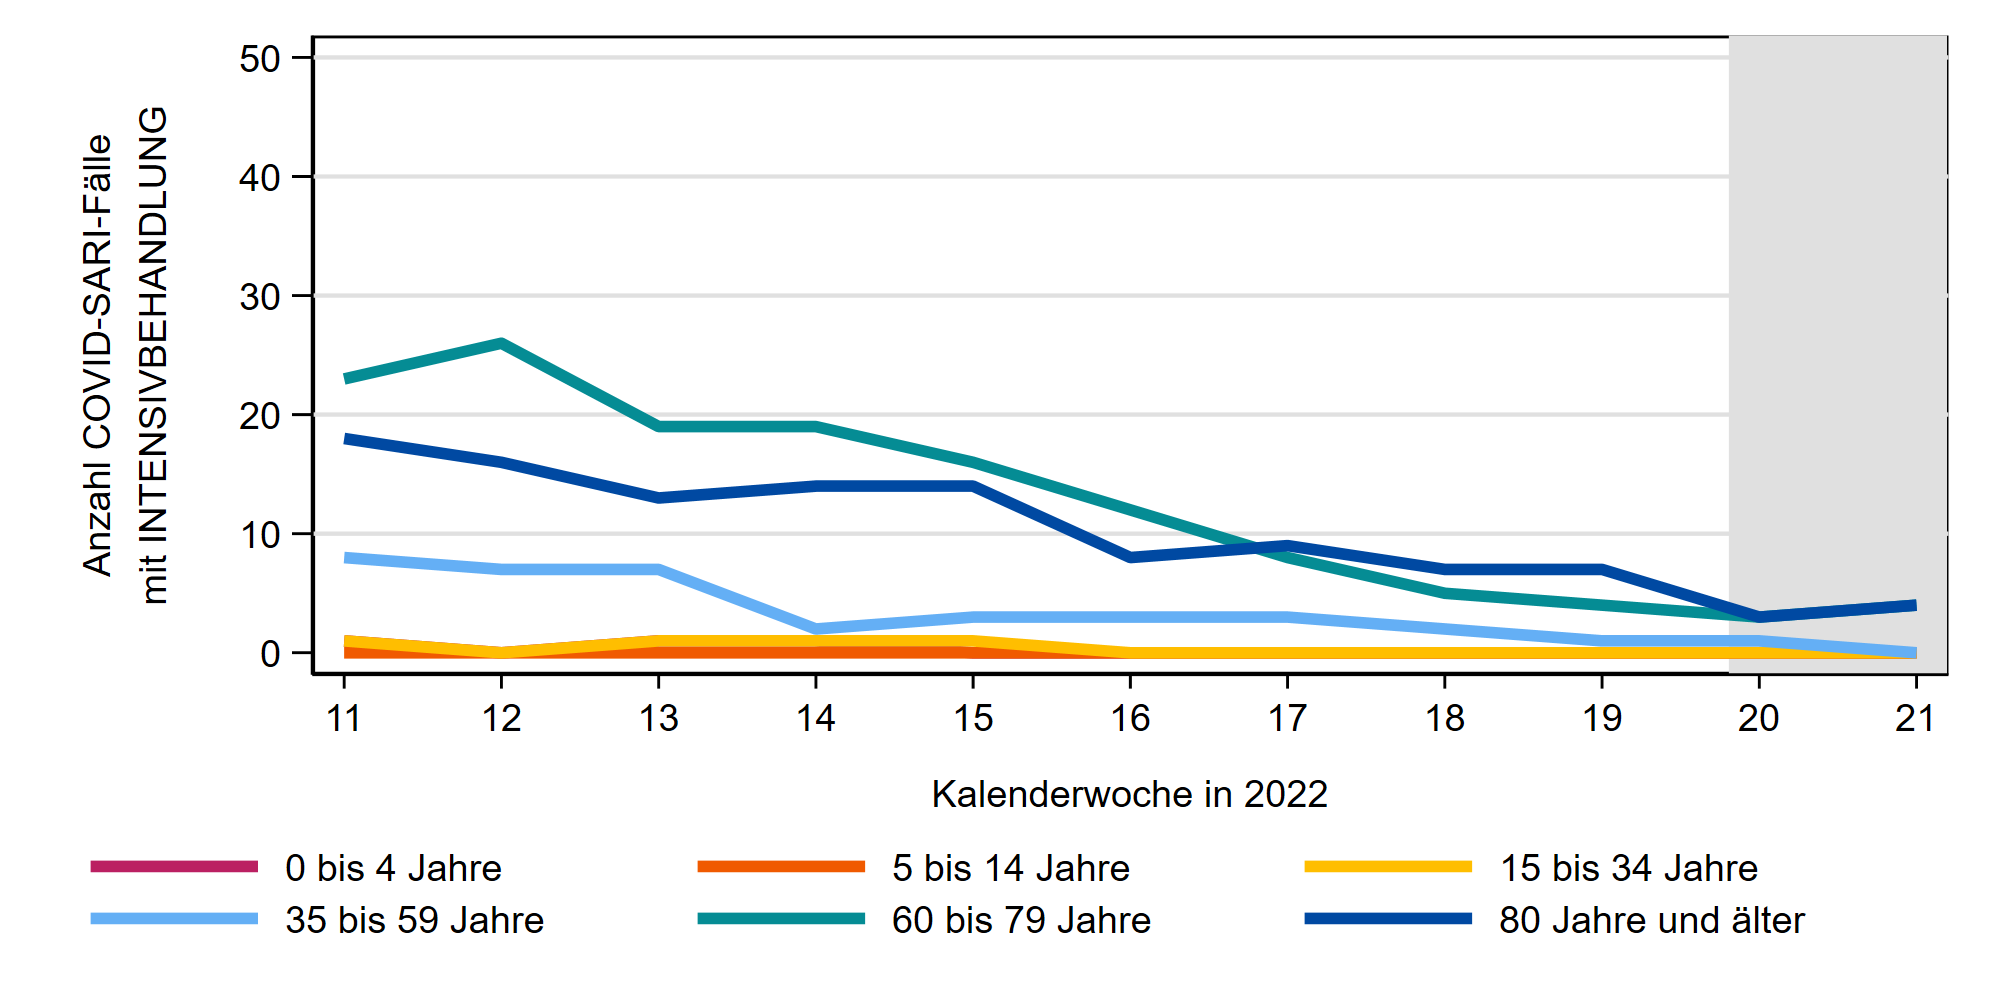 Anzahl COVID-SARI-Fälle
mit INTENSIVBEHANDLUNG
50
40
30
20
10
0
11 12 13 14 15 16 17 18 19 20 21
Kalenderwoche in 2022
0 bis 4 Jahre 5 bis 14 Jahre 15 bis 34 Jahre
35 bis 59 Jahre 60 bis 79 Jahre 80 Jahre und älter